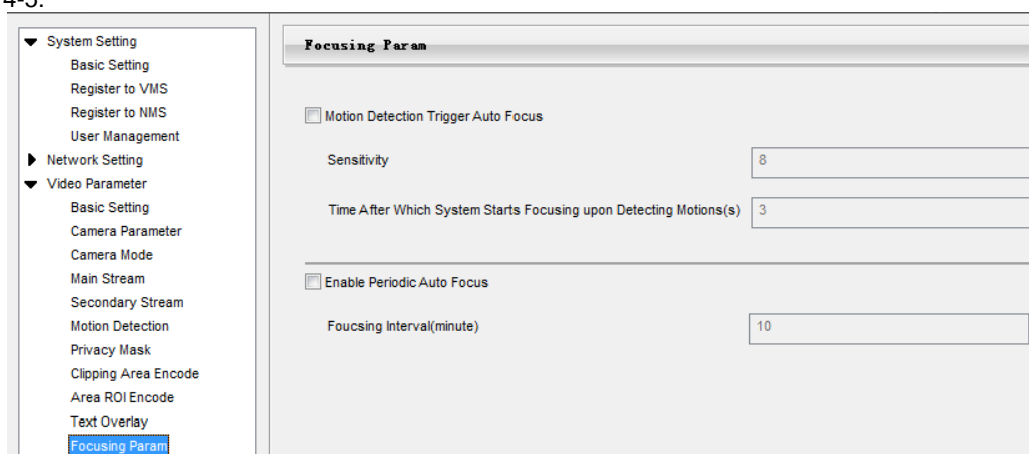 4-5.
System Setting
Basic Setting
Register to VMS
Register to NMS
User Management
Network Setting
Video Parameter
Basic Setting
Camera Parameter
Camera Mode
Main Stream
Secondary Stream
Motion Detection
Privacy Mask
Clipping Area Encode
Area ROI Encode
Text Overlay
Focusing Param
Focusing Param
Motion Detection Trigger Auto Focus
Sensitivity 8
Time After Which System Starts Focusing upon Detecting Motions(s) 3
Enable Periodic Auto Focus
Foucsing Interval(minute) 10